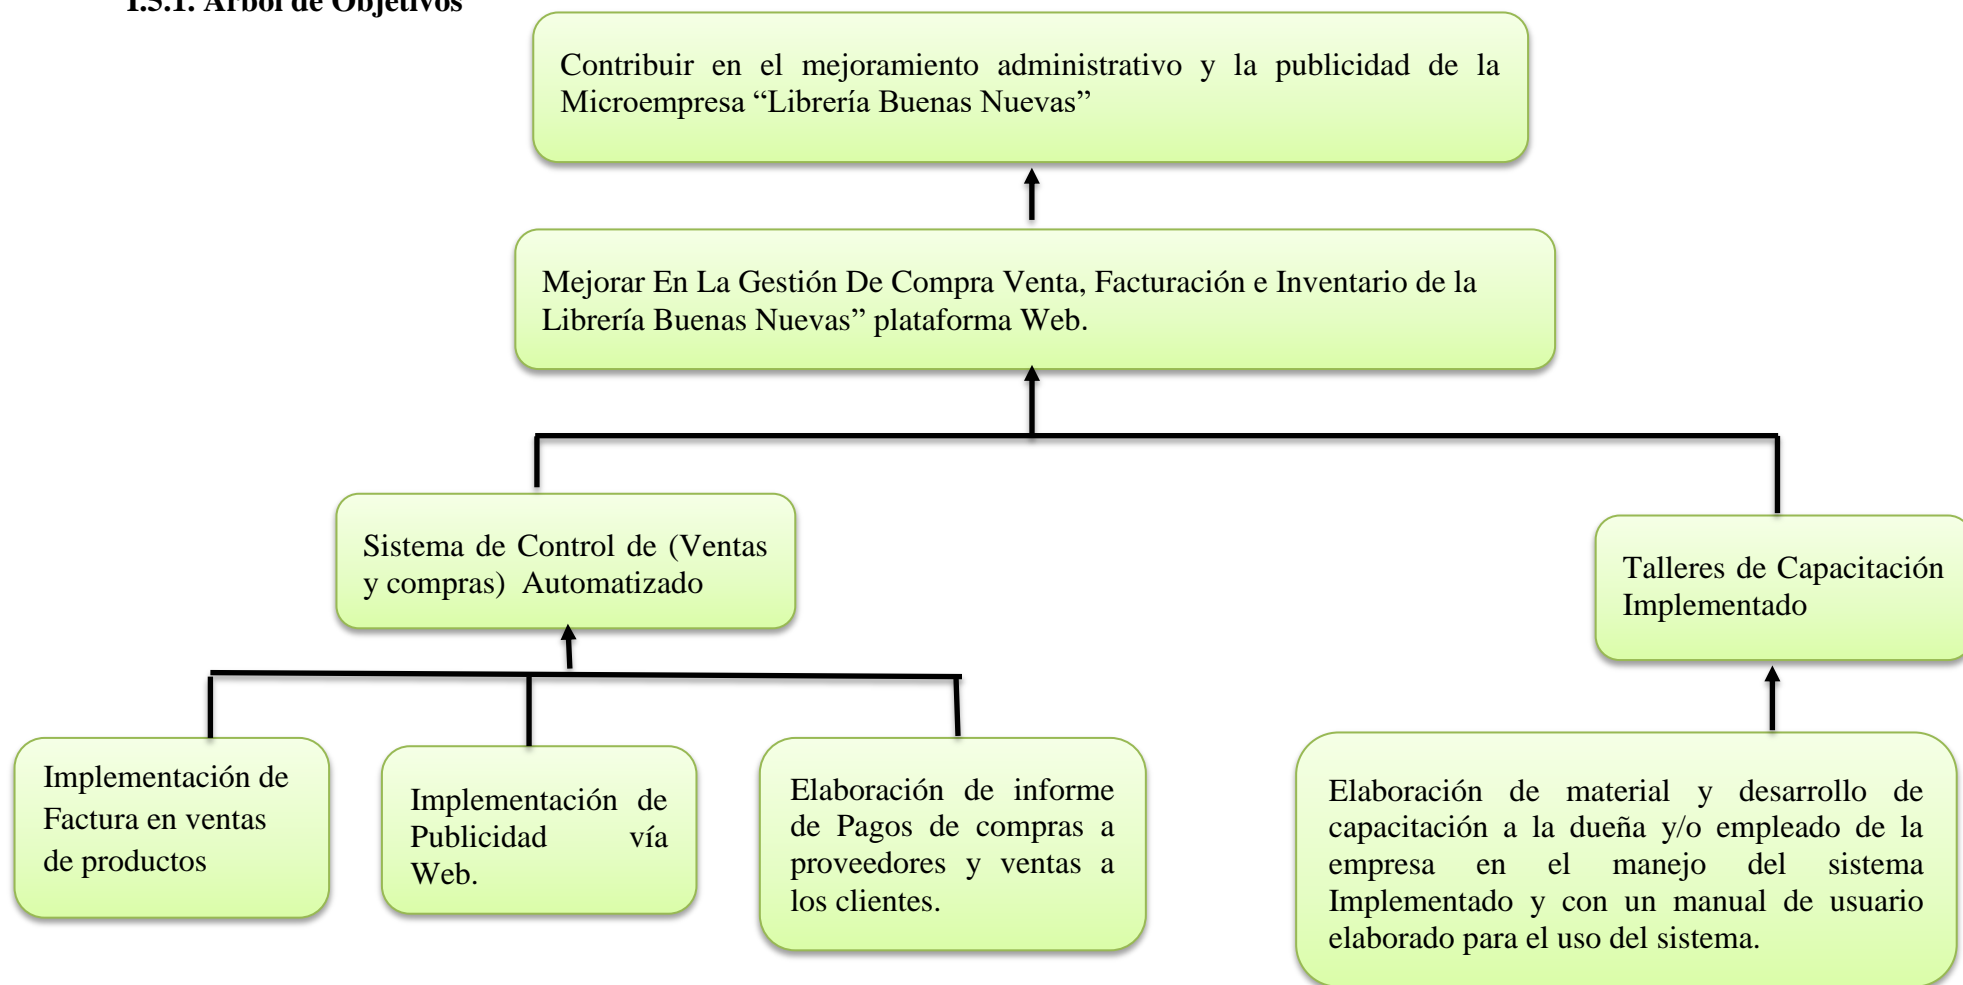 1.5.1. Árbol de Objetivos
Contribuir en el mejoramiento administrativo y la publicidad de la
Microempresa “Librería Buenas Nuevas”
Mejorar En La Gestión De Compra Venta, Facturación e Inventario de la
Librería Buenas Nuevas” plataforma Web.
Sistema de Control de (Ventas
y compras) Automatizado
Talleres de Capacitación
Implementado
Implementación de
Factura en ventas
de productos
Implementación de
Publicidad vía
Web.
Elaboración de informe
de Pagos de compras a
proveedores y ventas a
los clientes.
Elaboración de material y desarrollo de
capacitación a la dueña y/o empleado de la
empresa en el manejo del sistema
Implementado y con un manual de usuario
elaborado para el uso del sistema.